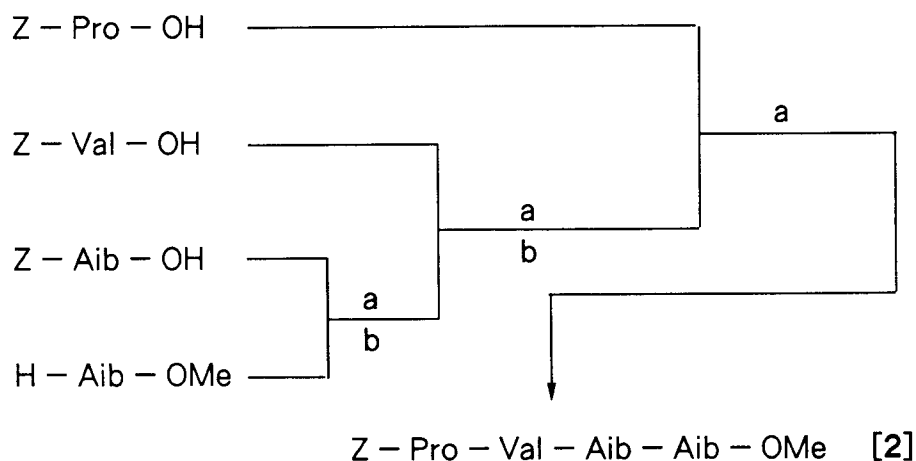 Z – Pro – OH
a
Z – Val – OH
a
b
Z – Aib – OH
a
b
H – Aib – OMe
Z – Pro – Val – Aib – Aib – OMe [2]